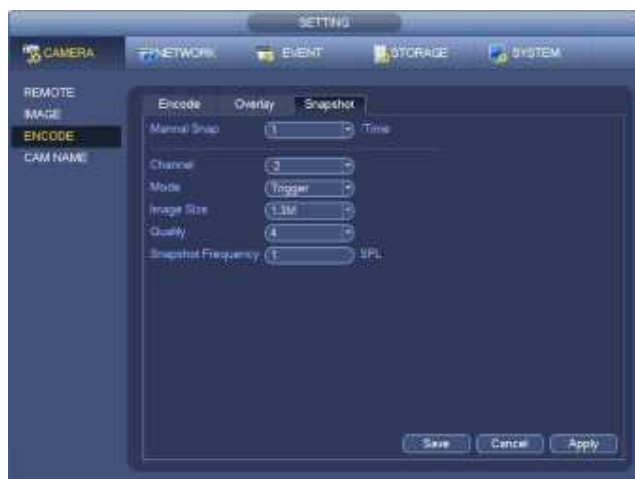 SETTING
CAMERA NETWORK EVENT STORAGE SYSTEM
REMOTE
IMAGE
ENCODE
CAM NAME
Encode Overlay Snapshot
Manual Snap 1 /Time
Channel 2
Mode Trigger
Image Size 1.3M
Quality 4
Snapshot Frequency 1 SPL
Save Cancel Apply